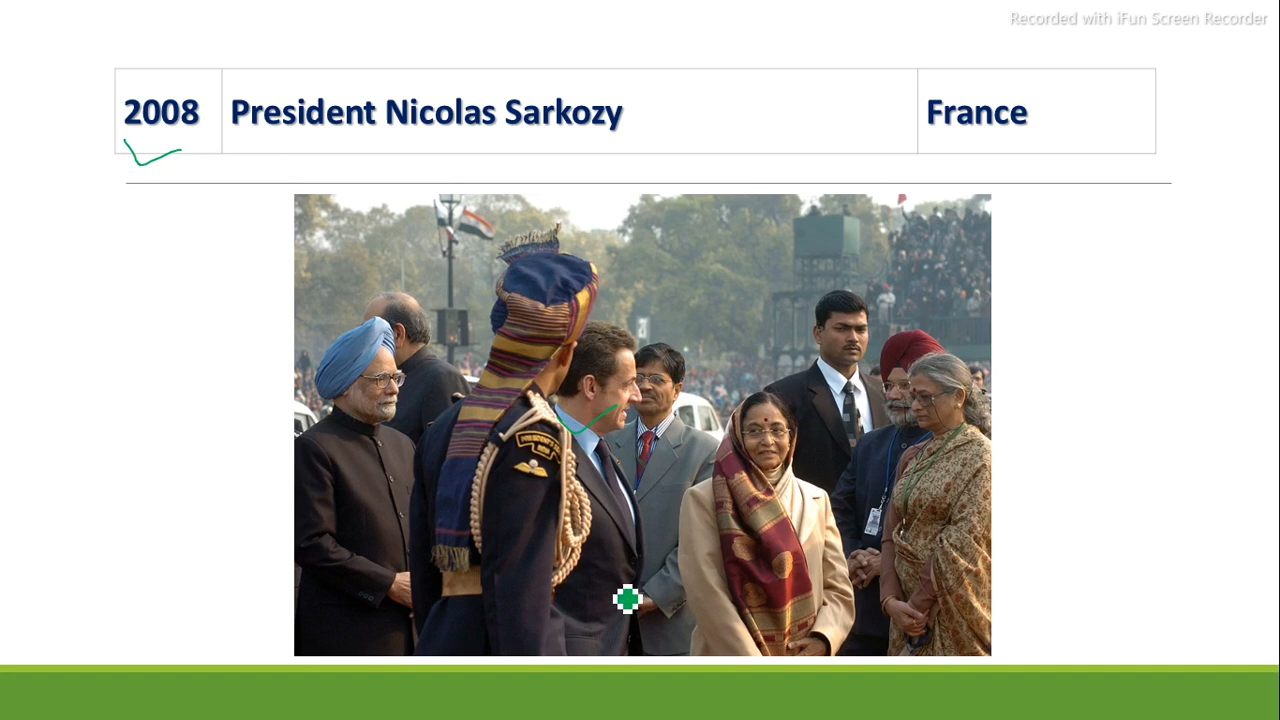 Recorded with iFun Screen Recorder
2008 President Nicolas Sarkozy France